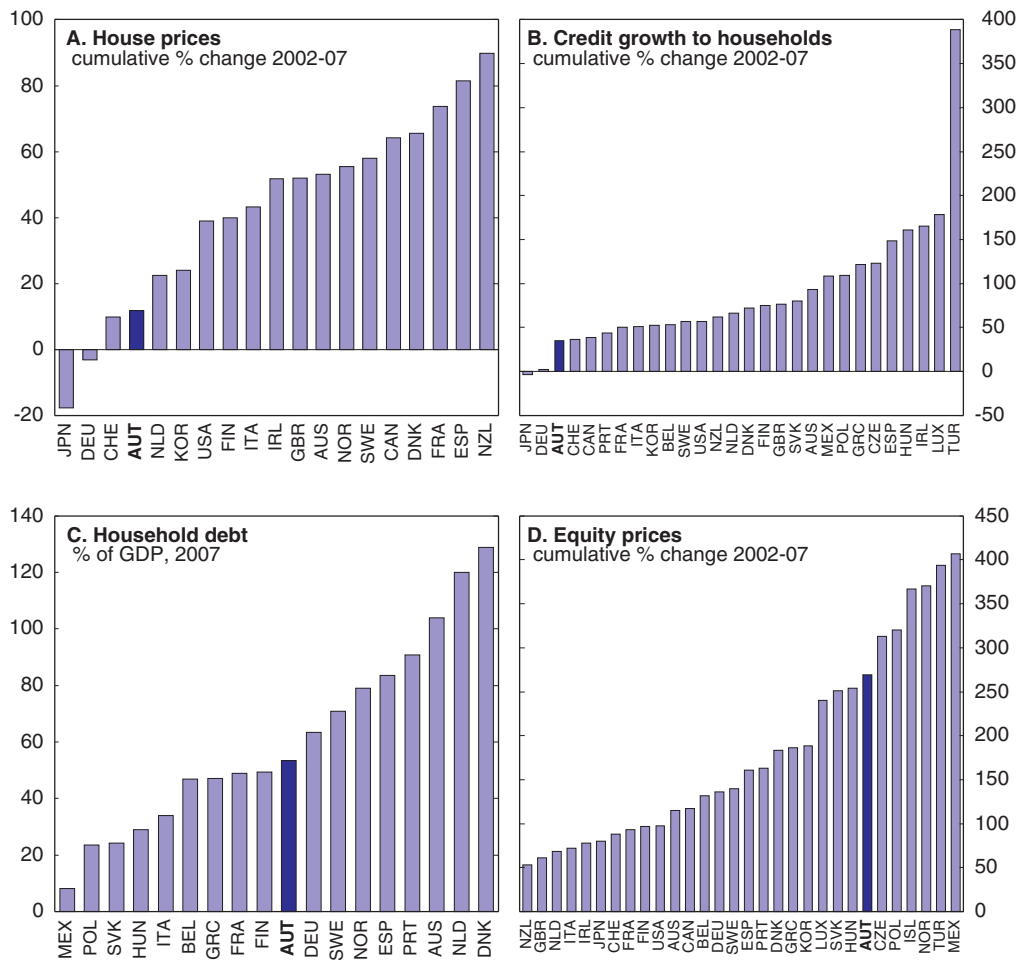 A. House prices
cumulative % change 2002-07
100
80
60
40
20
0
-20
JPN
DEU
CHE
AUT
NLD
KOR
USA
FIN
ITA
IRL
GBR
AUS
NOR
SWE
CAN
DNK
FRA
ESP
NZL
B. Credit growth to households
cumulative % change 2002-07
400
350
300
250
200
150
100
50
0
-50
JPN
DEU
AUT
CHE
CAN
PRT
FRA
ITA
KOR
BEL
SWE
USA
NZL
NLD
DNK
FIN
GBR
SVK
AUS
MEX
POL
GRC
CZE
ESP
HUN
IRL
LUX
TUR
C. Household debt
% of GDP, 2007
140
120
100
80
60
40
20
0
MEX
POL
SVK
HUN
ITA
BEL
GRC
FRA
FIN
AUT
DEU
SWE
NOR
ESP
PRT
AUS
NLD
DNK
D. Equity prices
cumulative % change 2002-07
450
400
350
300
250
200
150
100
50
0
NZL
GBR
NLD
ITA
IRL
JPN
CHE
FRA
FIN
USA
AUS
CAN
BEL
DEU
SWE
ESP
PRT
DNK
GRC
KOR
LUX
SVK
HUN
AUT
CZE
POL
ISL
NOR
TUR
MEX